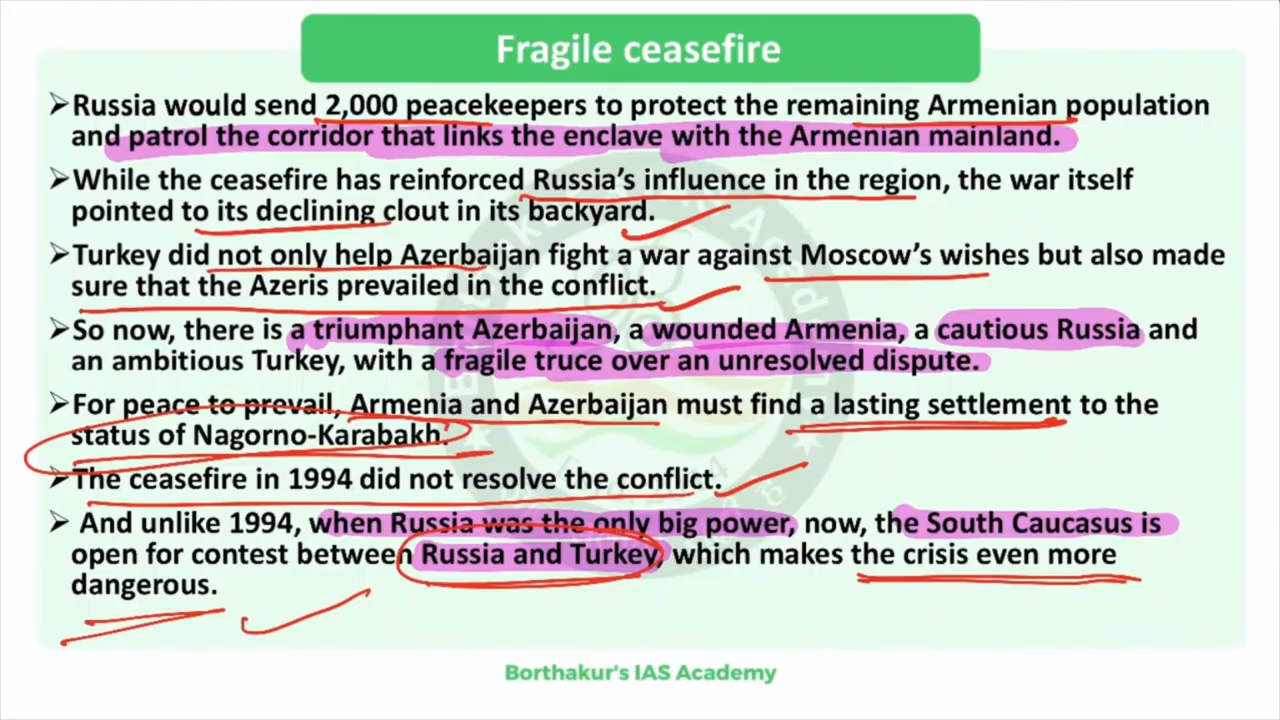 Fragile ceasefire
➤Russia would send 2,000 peacekeepers to protect the remaining Armenian population
and patrol the corridor that links the enclave with the Armenian mainland.
➤While the ceasefire has reinforced Russia's influence in the region, the war itself
pointed to its declining clout in its backyard.
➤Turkey did not only help Azerbaijan fight a war against Moscow's wishes but also made
sure that the Azeris prevailed in the conflict.
➤So now, there is a triumphant Azerbaijan, a wounded Armenia, a cautious Russia and
an ambitious Turkey, with a fragile truce over an unresolved dispute.
➤For peace to prevail, Armenia and Azerbaijan must find a lasting settlement to the
status of Nagorno-Karabakh.
➤The ceasefire in 1994 did not resolve the conflict.
➤ And unlike 1994, when Russia was the only big power, now, the South Caucasus is
open for contest between Russia and Turkey, which makes the crisis even more
dangerous.
Borthakur's IAS Academy